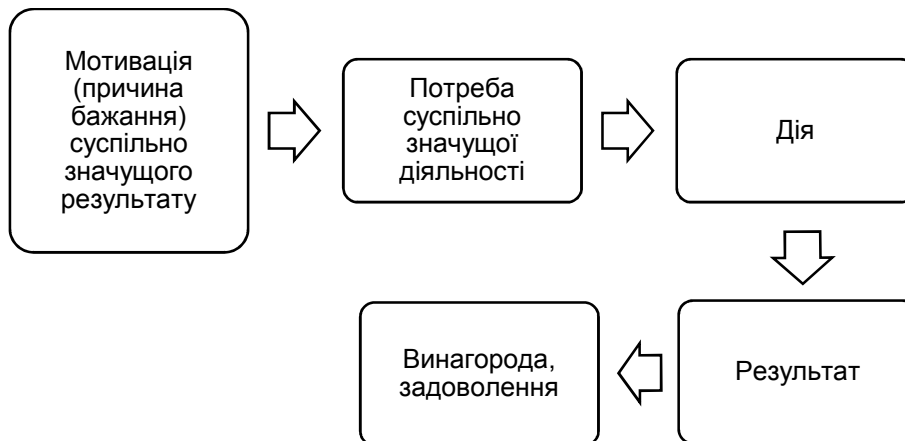 Мотивація
(причина
бажання)
суспільно
значущого
результату
Потреба
суспільно
значущої
діяльності
Дія
Результат
Винагорода,
задоволення